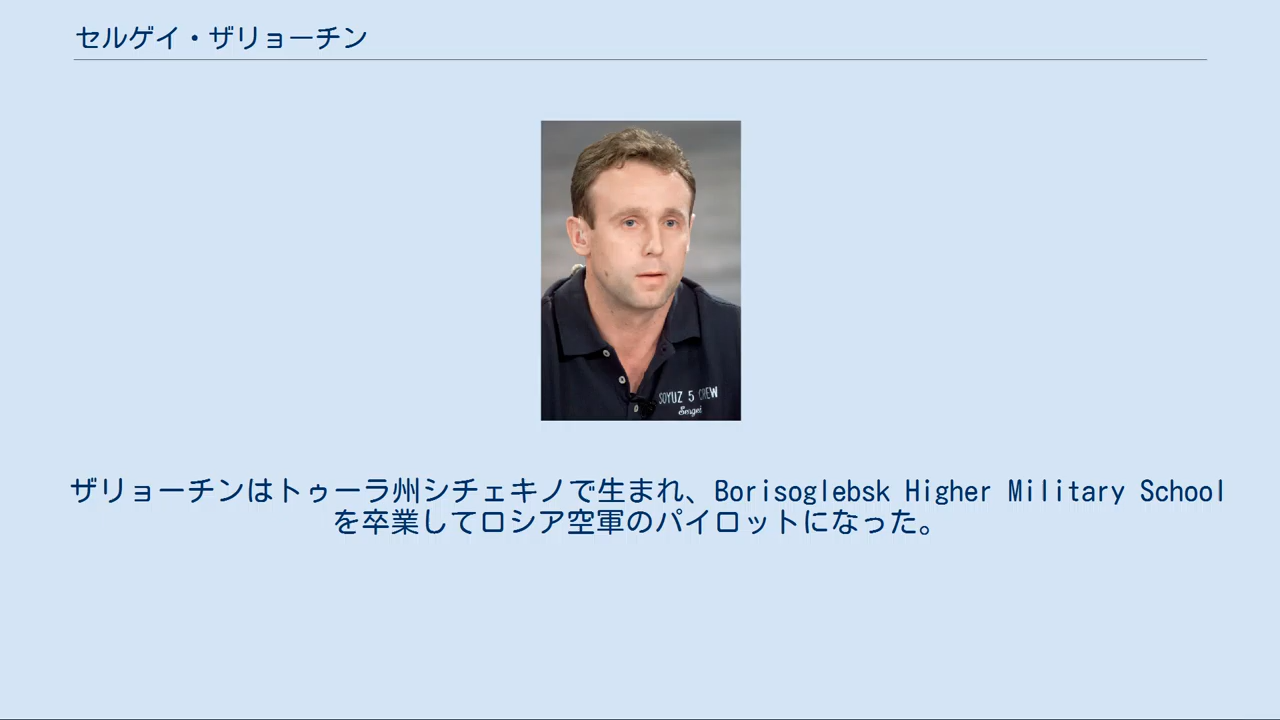 セルゲイ・ザリョーチン
SOYUZ 5 CREW
Sergei
ザリョーチンはトゥーラ州シチェキノで生まれ、Borisoglebsk Higher Military School
を卒業してロシア空軍のパイロットになった。